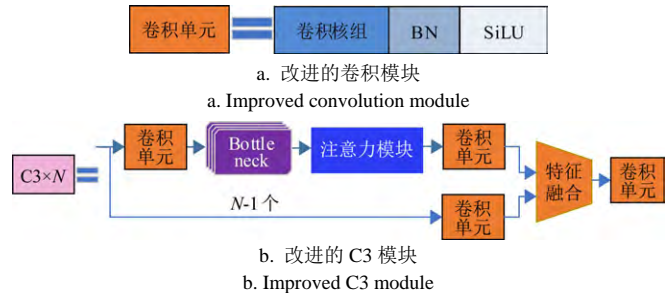 卷积单元
卷积核组
BN
SiLU
a. 改进的卷积模块
a. Improved convolution module
C3×N
卷积
单元
Bottle
neck
注意力模块
卷积
单元
N-1 个
卷积
单元
特征
融合
卷积
单元
b. 改进的 C3 模块
b. Improved C3 module